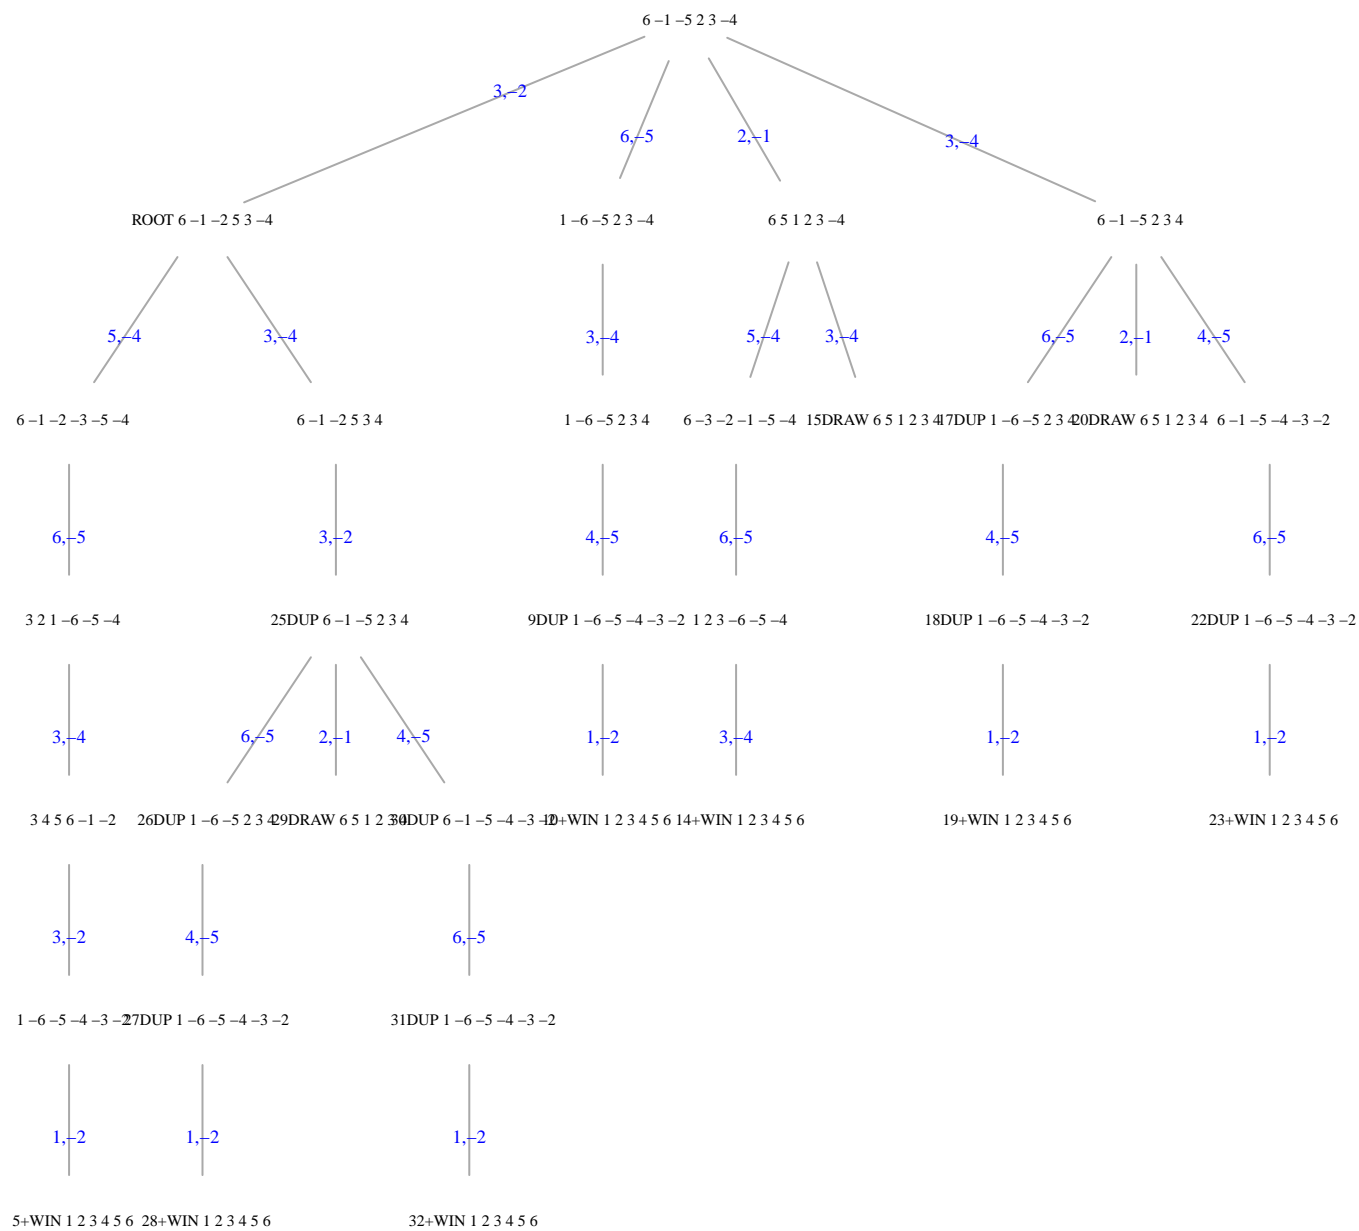 6 –1 –5 2 3 –4
3,–2
6,–5 2,–1
3,–4
ROOT 6 –1 –2 5 3 –4 1 –6 –5 2 3 –4 6 5 1 2 3 –4 6 –1 –5 2 3 4
5,–4 3,–4 3,–4 5,–4 3,–4 6,–5 2,–1 4,–5
6 –1 –2 –3 –5 –4 6 –1 –2 5 3 4 1 –6 –5 2 3 4 6 –3 –2 –1 –5 –4 15DRAW 6 5 1 2 3 4 17DUP 1 –6 –5 2 3 4 20DRAW 6 5 1 2 3 4 6 –1 –5 –4 –3 –2
6,–5 3,–2 4,–5 6,–5 4,–5 6,–5
3 2 1 –6 –5 –4 25DUP 6 –1 –5 2 3 4 9DUP 1 –6 –5 –4 –3 –2 1 2 3 –6 –5 –4 18DUP 1 –6 –5 –4 –3 –2 22DUP 1 –6 –5 –4 –3 –2
3,–4 6,–5 2,–1 4,–5 1,–2 3,–4 1,–2 1,–2
3 4 5 6 –1 –2 26DUP 1 –6 –5 2 3 4 29DRAW 6 5 1 2 3 4 30DUP 6 –1 –5 –4 –3 –2 10+WIN 1 2 3 4 5 6 14+WIN 1 2 3 4 5 6 19+WIN 1 2 3 4 5 6 23+WIN 1 2 3 4 5 6
3,–2 4,–5 6,–5
1 –6 –5 –4 –3 –2 27DUP 1 –6 –5 –4 –3 –2 31DUP 1 –6 –5 –4 –3 –2
1,–2 1,–2 1,–2
5+WIN 1 2 3 4 5 6 28+WIN 1 2 3 4 5 6 32+WIN 1 2 3 4 5 6